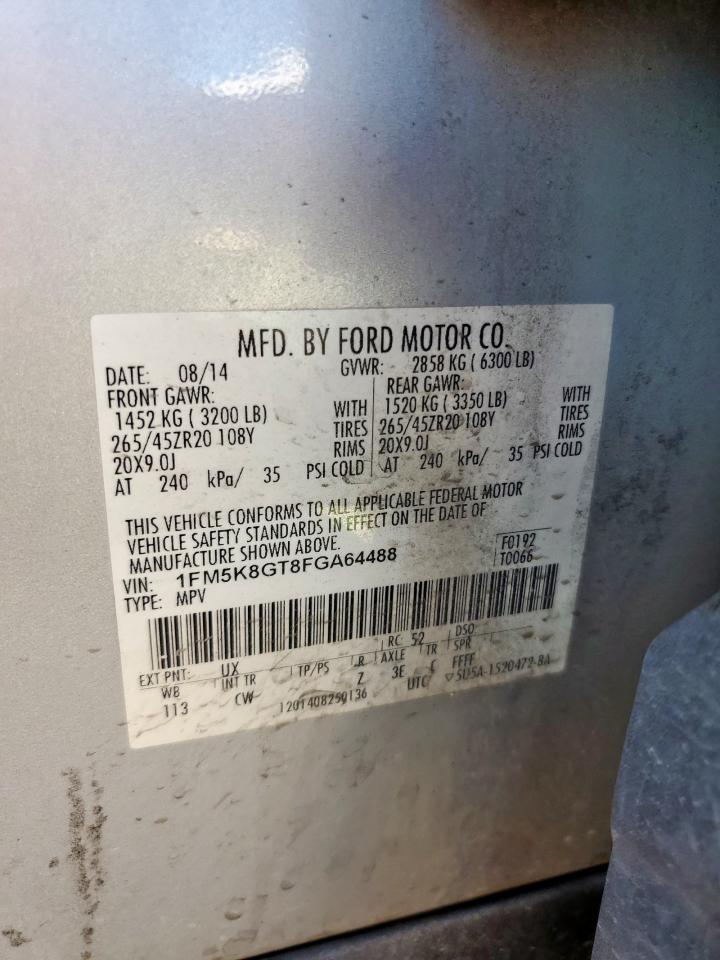 MFD. BY FORD MOTOR CO.
DATE: 08/14 GVWR: 2858 KG ( 6300 LB)
FRONT GAWR: REAR GAWR:
1452 KG ( 3200 LB) WITH 1520 KG ( 3350 LB) WITH
265/45ZR20 108Y TIRES 265/45ZR20 108Y TIRES
20X9.0J RIMS 20X9.0J RIMS
AT 240 kPa/ 35 PSI COLD AT 240 kPa/ 35 PSI COLD
THIS VEHICLE CONFORMS TO ALL APPLICABLE FEDERAL MOTOR
VEHICLE SAFETY STANDARDS IN EFFECT ON THE DATE OF
MANUFACTURE SHOWN ABOVE.
F0192
VIN: 1FM5K8GT8FGA64488 T0066
TYPE: MPV
EXT PNT: UX RC: 52 DSO
WB INT TR TP/PS R AXLE TR SPR
113 CW Z 3E C FFFF
1201408250136 UTC ▽5U5A-1520472-BA